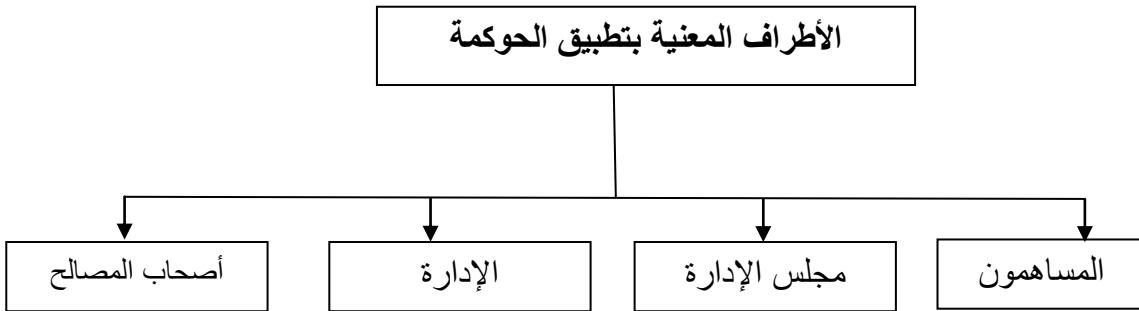 الأطراف المعنية بتطبيق الحوكمة
المساهمون
مجلس الإدارة
الإدارة
أصحاب المصالح